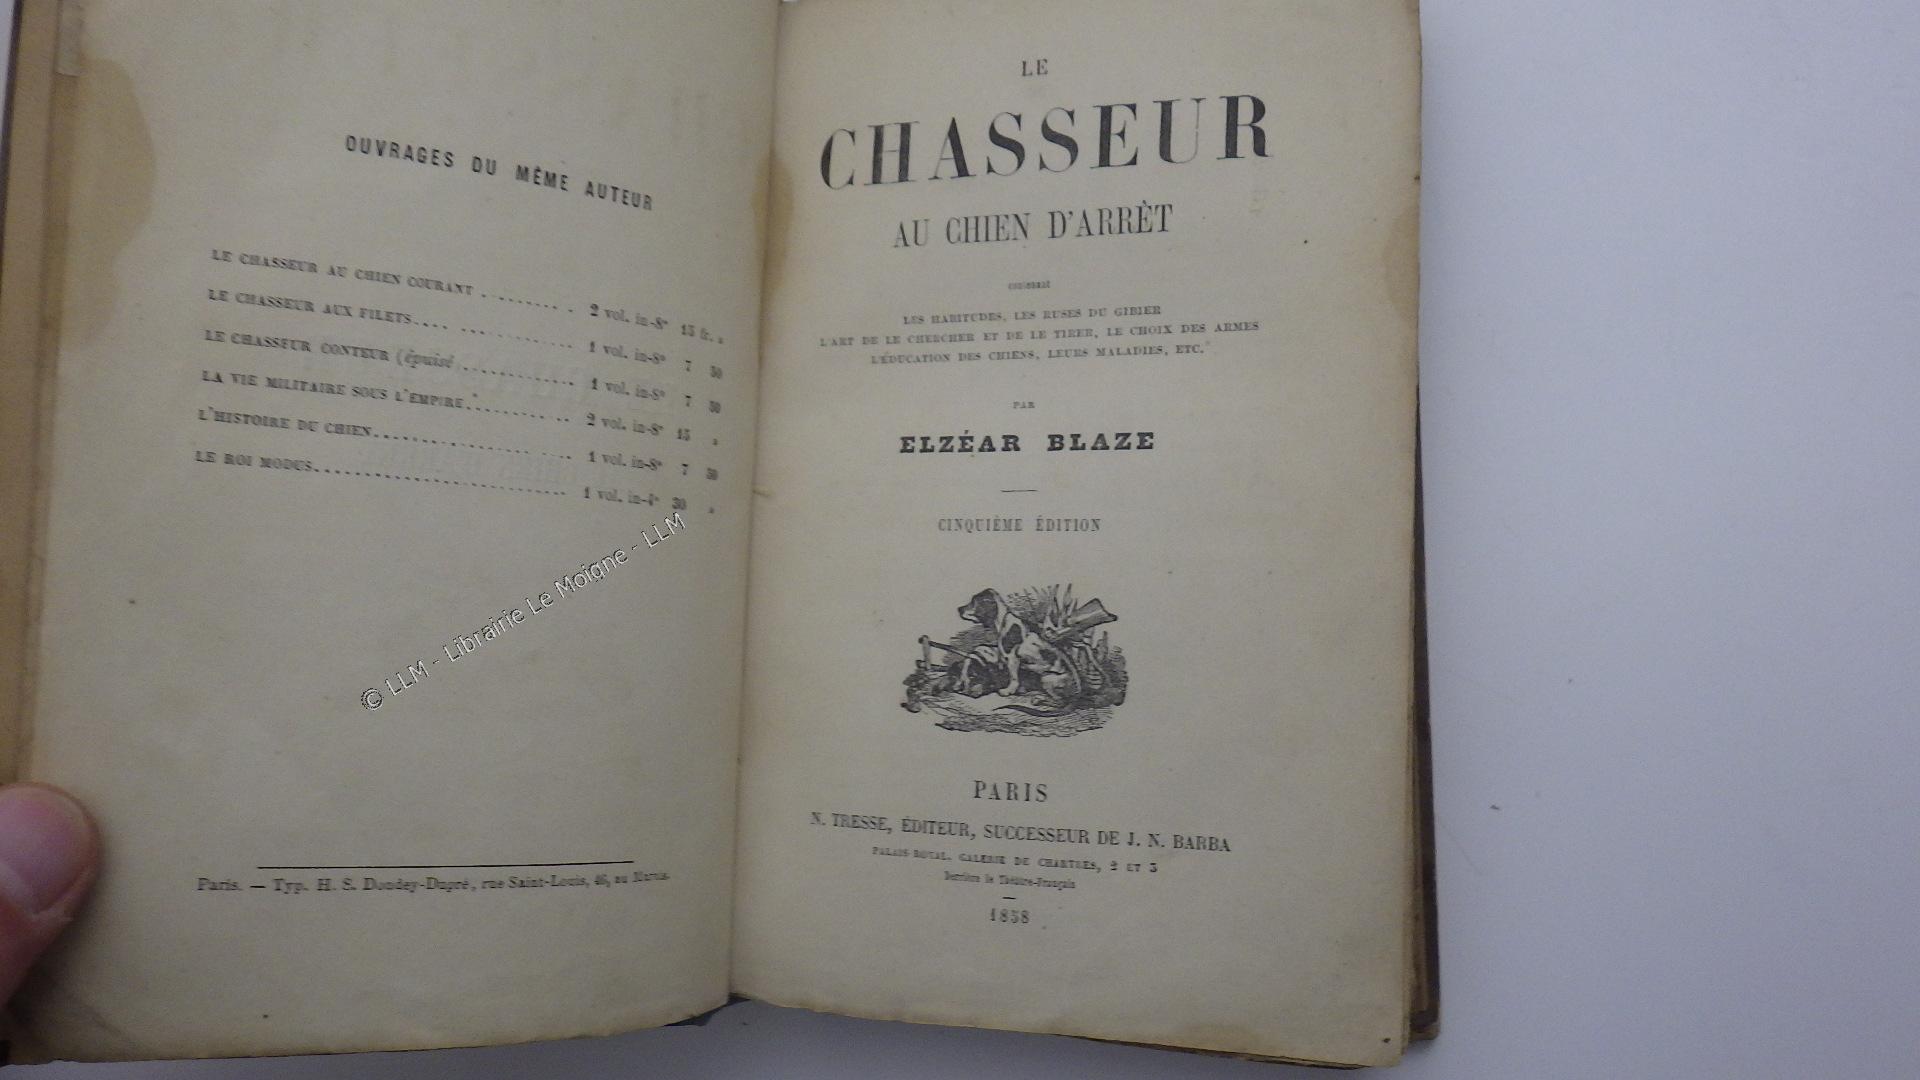 OUVRAGES DU MÊME AUTEUR
LE CHASSEUR AU CHIEN COURANT . . . . . . . . . 2 vol. in-8° 15 fr. »
LE CHASSEUR AUX FILETS.... ............. 1 vol. in-8° 7 50
LE CHASSEUR CONTEUR (épuisé ............. 1 vol. in-8° 7 50
LA VIE MILITAIRE SOUS L'EMPIRE............ 2 vol. in-8° 15 »
L'HISTOIRE DU CHIEN..................... 1 vol. in-8° 7 50
LE ROI MODUS............................ 1 vol. in-4° 30 »
© LLM - Librairie Le Moigne - LLM
Paris. — Typ. H. S. Dondey-Dupré, rue Saint-Louis, 46, au Marais.
LE
CHASSEUR
AU CHIEN D'ARRÊT
contenant
LES HABITUDES, LES RUSES DU GIBIER
L'ART DE LE CHERCHER ET DE LE TIRER, LE CHOIX DES ARMES
L'ÉDUCATION DES CHIENS, LEURS MALADIES, ETC.
PAR
ELZÉAR BLAZE
CINQUIÈME ÉDITION
PARIS
N. TRESSE, ÉDITEUR, SUCCESSEUR DE J. N. BARBA
PALAIS-ROYAL, GALERIE DE CHARTRES, 2 ET 3
Derrière le Théâtre-Français
1858